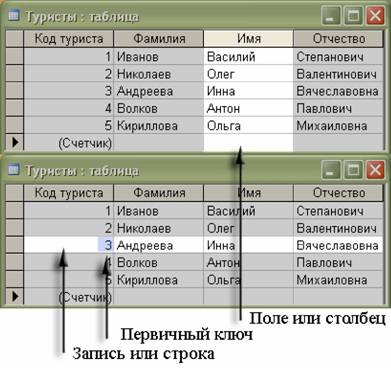 Туристы : таблица
Код туриста Фамилия Имя Отчество
1 Иванов Василий Степанович
2 Николаев Олег Валентинович
3 Андреева Инна Вячеславовна
4 Волков Антон Павлович
5 Кириллова Ольга Михайловна
(Счетчик)
Туристы : таблица
Код туриста Фамилия Имя Отчество
1 Иванов Василий Степанович
2 Николаев Олег Валентинович
3 Андреева Инна Вячеславовна
4 Волков Антон Павлович
5 Кириллова Ольга Михайловна
(Счетчик)
Поле или столбец
Первичный ключ
Запись или строка